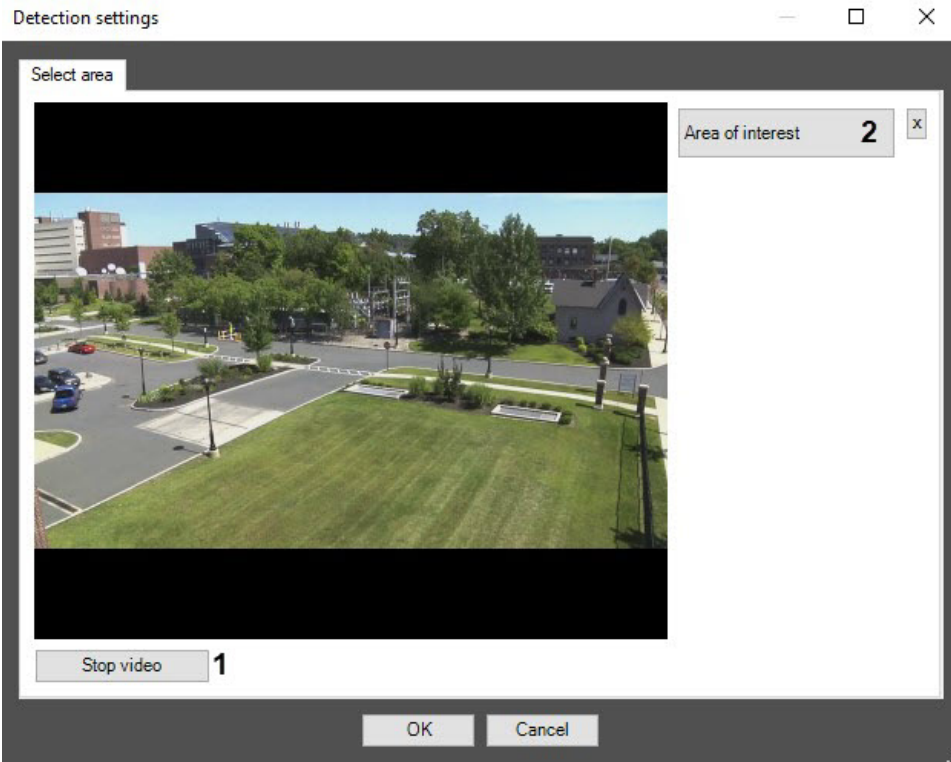 Detection settings
Select area
Area of interest 2
x
Stop video 1
OK
Cancel